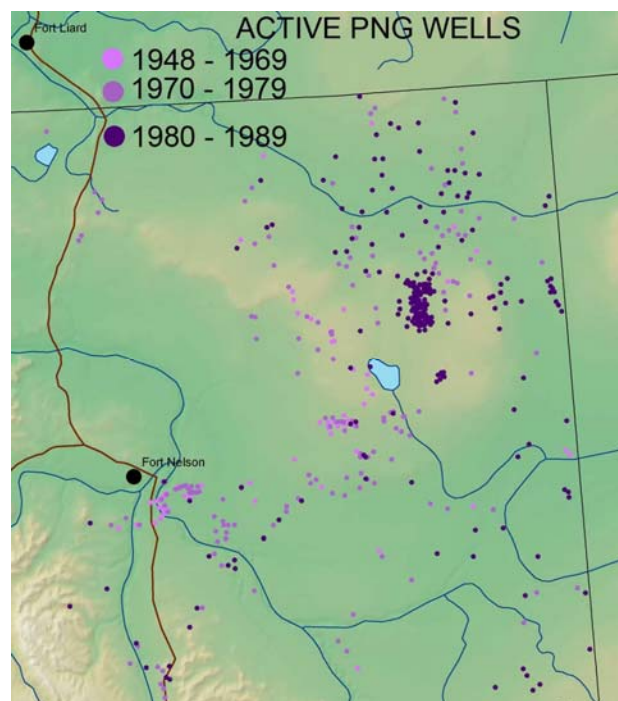 ACTIVE PNG WELLS
Fort Liard
1948 - 1969
1970 - 1979
1980 - 1989
Fort Nelson